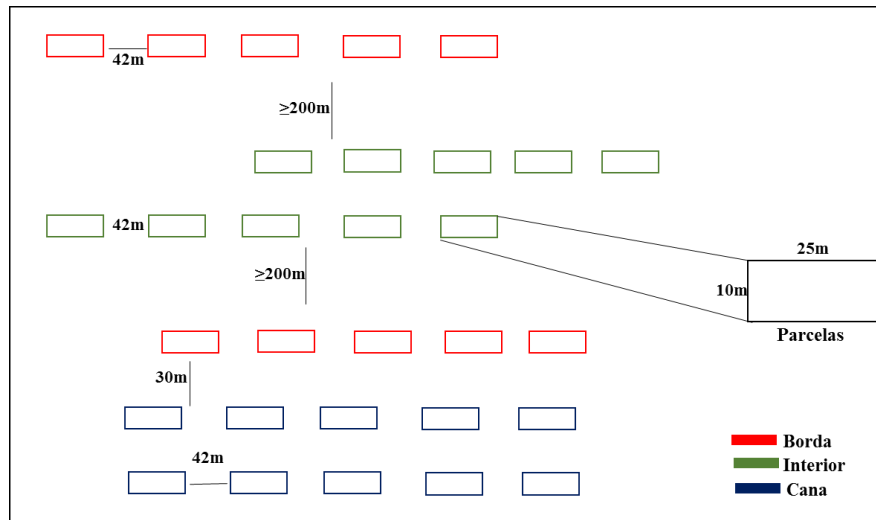 42m
≥200m
42m
≥200m
25m
10m
Parcelas
30m
42m
Borda
Interior
Cana